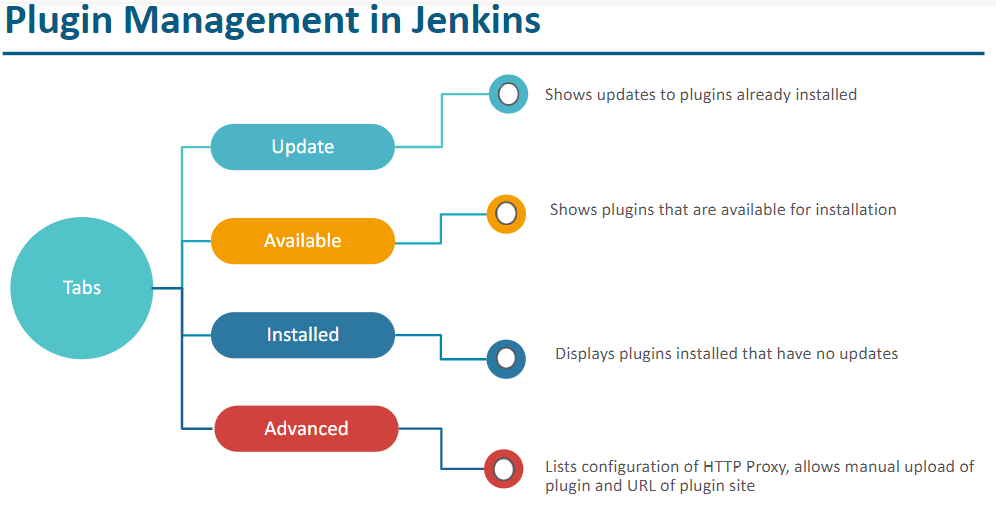 Plugin Management in Jenkins
Shows updates to plugins already installed
Update
Shows plugins that are available for installation
Available
Tabs
Installed
Displays plugins installed that have no updates
Advanced
Lists configuration of HTTP Proxy, allows manual upload of
plugin and URL of plugin site